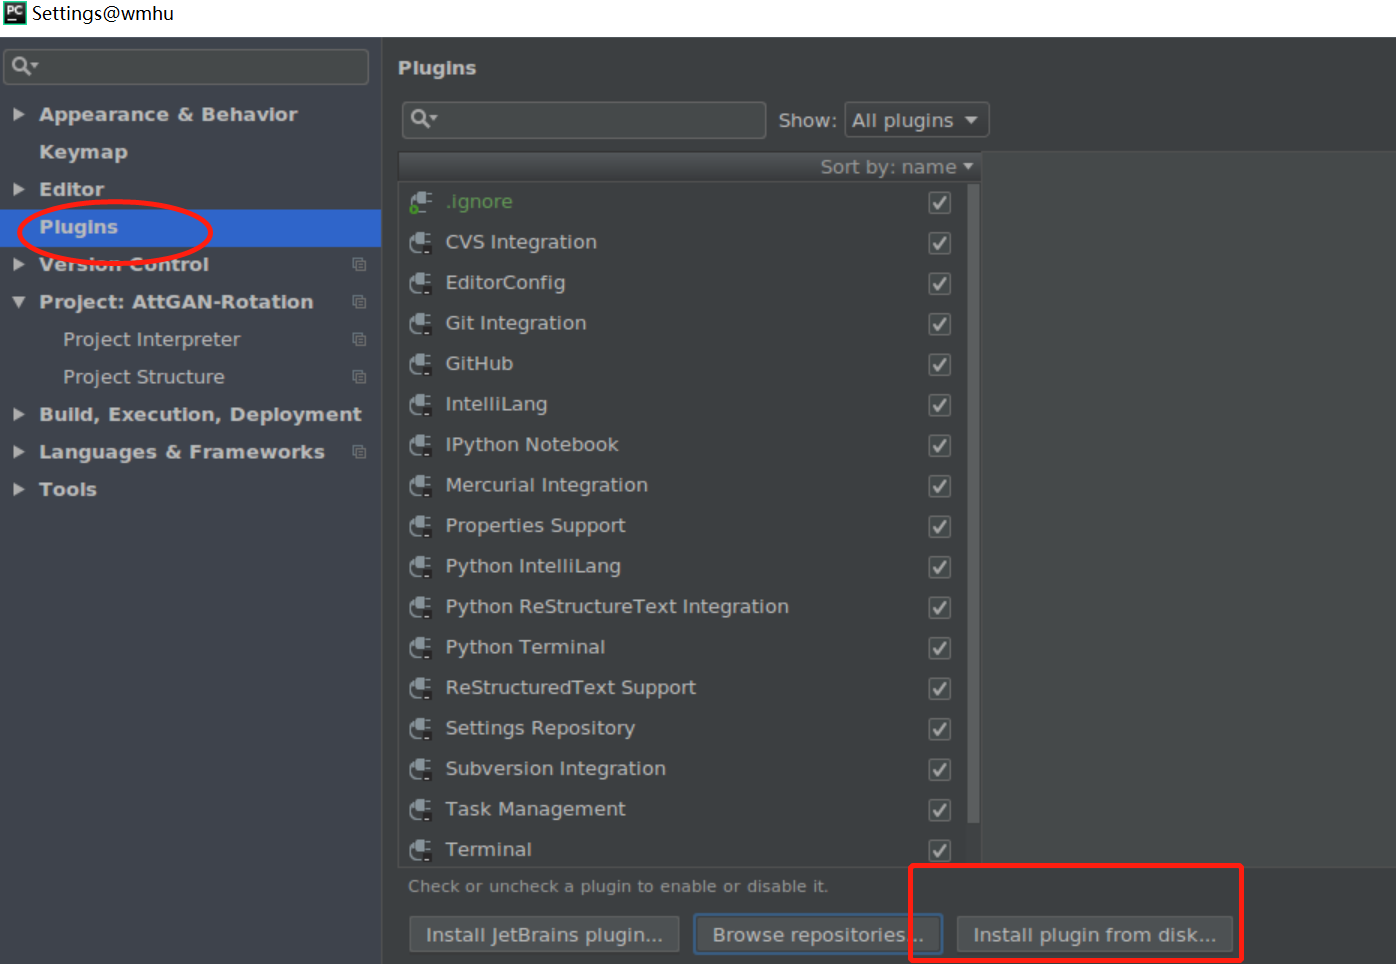 PC Settings@wmhu
Appearance & Behavior
Keymap
Editor
Plugins
Version Control
Project: AttGAN-Rotation
Project Interpreter
Project Structure
Build, Execution, Deployment
Languages & Frameworks
Tools
Plugins
Show: All plugins
Sort by: name
.ignore
CVS Integration
EditorConfig
Git Integration
GitHub
IntelliLang
IPython Notebook
Mercurial Integration
Properties Support
Python IntelliLang
Python ReStructureText Integration
Python Terminal
ReStructuredText Support
Settings Repository
Subversion Integration
Task Management
Terminal
Check or uncheck a plugin to enable or disable it.
Install JetBrains plugin... Browse repositories... Install plugin from disk...